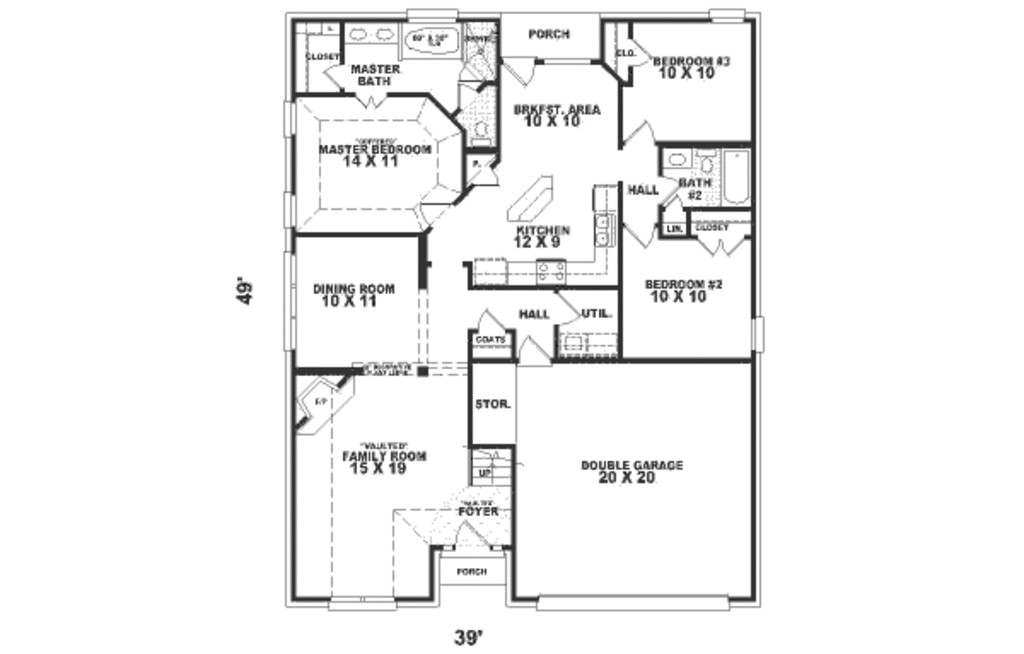 PORCH
60" X 36"
TUB
SHWR
CLOSET
MASTER
BATH
CLO.
BEDROOM #3
10 X 10
BRKFST. AREA
10 X 10
"COFFERED"
MASTER BEDROOM
14 X 11
P.
HALL
BATH
#2
LIN.
CLOSET
KITCHEN
12 X 9
DINING ROOM
10 X 11
BEDROOM #2
10 X 10
49'
HALL
UTIL.
COATS
F/P
STOR.
"VAULTED"
FAMILY ROOM
15 X 19
UP
DOUBLE GARAGE
20 X 20
"VAULTED"
FOYER
PORCH
39'